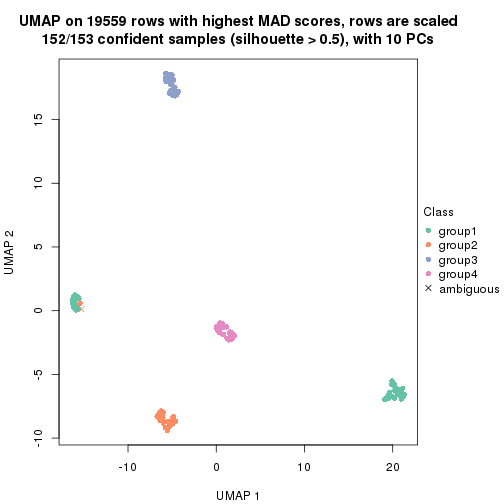 UMAP on 19559 rows with highest MAD scores, rows are scaled
152/153 confident samples (silhouette > 0.5), with 10 PCs
15
10
5
0
-5
-10
UMAP 2
-10
0
10
20
UMAP 1
Class
group1
group2
group3
group4
ambiguous